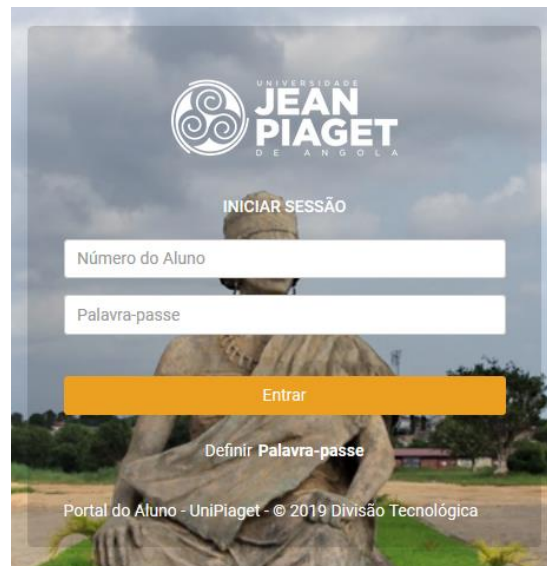 UNIVERSIDADE
JEAN
PIAGET
DE ANGOLA
INICIAR SESSÃO
Número do Aluno
Palavra-passe
Entrar
Definir Palavra-passe
Portal do Aluno - UniPiaget - © 2019 Divisão Tecnológica